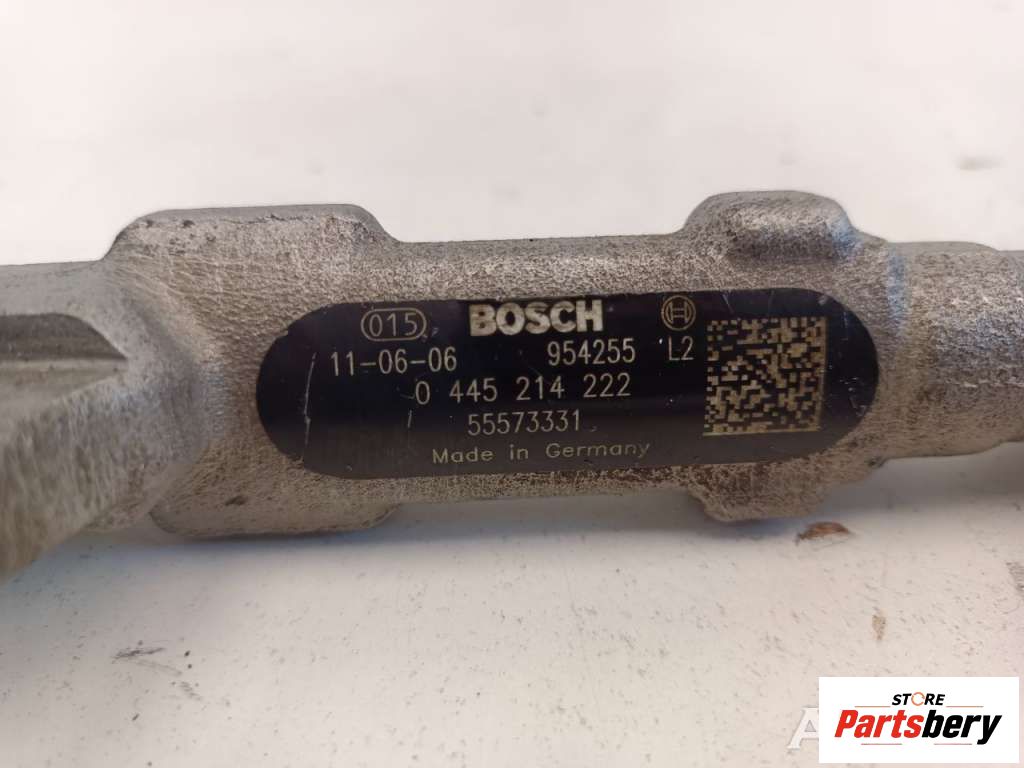 015 BOSCH
11-06-06 954255 L2
0 445 214 222
55573331
Made in Germany
STORE
Partsbery